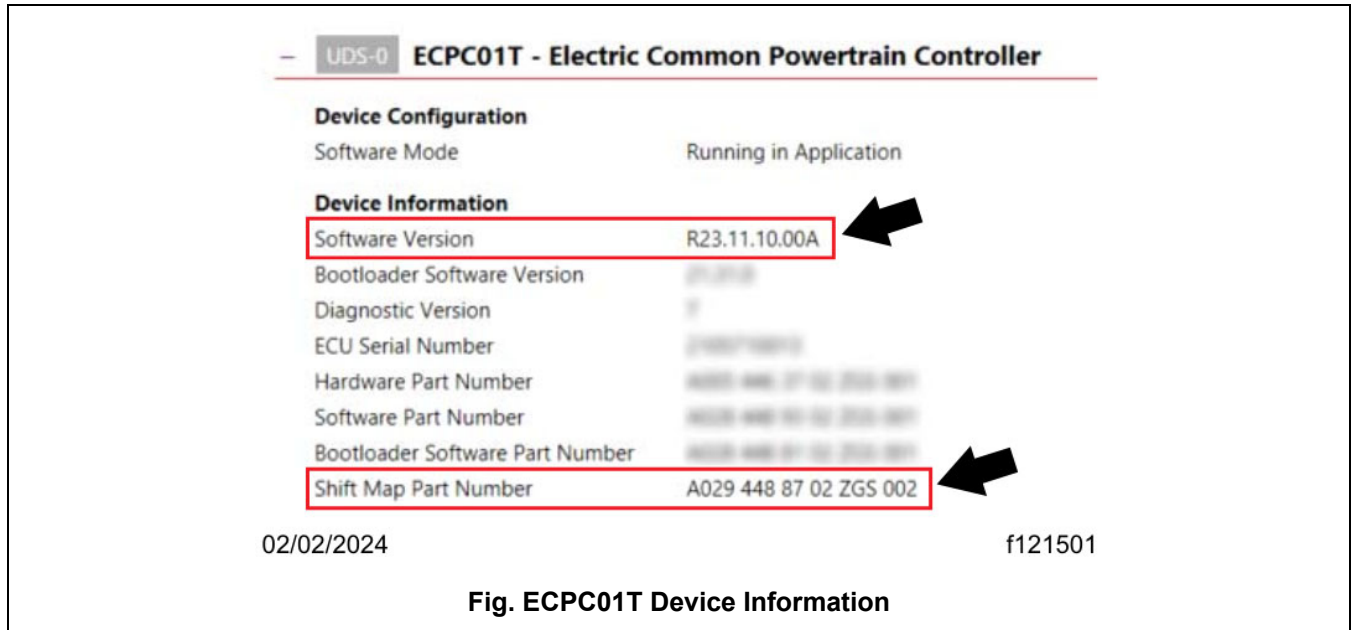 – UDS-0 ECPC01T - Electric Common Powertrain Controller
Device Configuration
Software Mode Running in Application
Device Information
Software Version R23.11.10.00A
Bootloader Software Version
Diagnostic Version
ECU Serial Number
Hardware Part Number
Software Part Number
Bootloader Software Part Number
Shift Map Part Number A029 448 87 02 ZGS 002
02/02/2024 f121501
Fig. ECPC01T Device Information